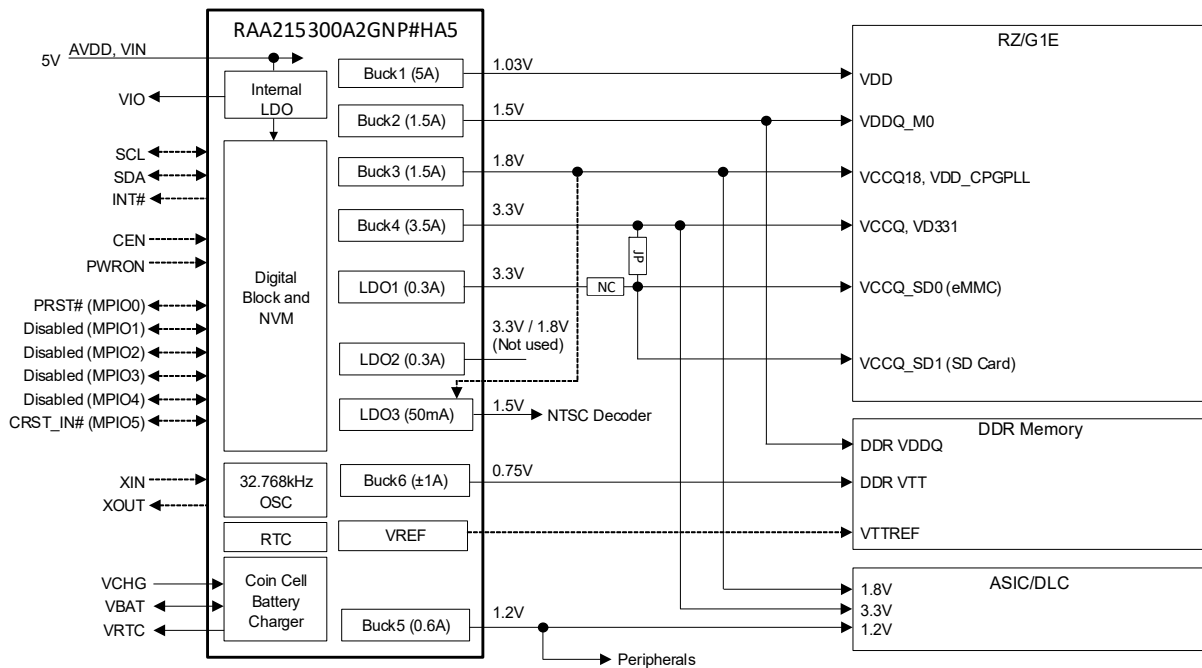 RAA215300A2GNP#HA5
5V
AVDD, VIN
VIO
SCL
SDA
INT#
CEN
PWRON
PRST# (MPIO0)
Disabled (MPIO1)
Disabled (MPIO2)
Disabled (MPIO3)
Disabled (MPIO4)
CRST_IN# (MPIO5)
XIN
XOUT
VCHG
VBAT
VRTC
Internal
LDO
Digital
Block and
NVM
32.768kHz
OSC
RTC
Coin Cell
Battery
Charger
Buck1 (5A)
1.03V
Buck2 (1.5A)
1.5V
Buck3 (1.5A)
1.8V
Buck4 (3.5A)
3.3V
JP
LDO1 (0.3A)
3.3V
NC
LDO2 (0.3A)
3.3V / 1.8V
(Not used)
LDO3 (50mA)
1.5V
NTSC Decoder
Buck6 (±1A)
0.75V
VREF
Buck5 (0.6A)
1.2V
Peripherals
RZ/G1E
VDD
VDDQ_M0
VCCQ18, VDD_CPGPLL
VCCQ, VD331
VCCQ_SD0 (eMMC)
VCCQ_SD1 (SD Card)
DDR Memory
DDR VDDQ
DDR VTT
VTTREF
ASIC/DLC
1.8V
3.3V
1.2V